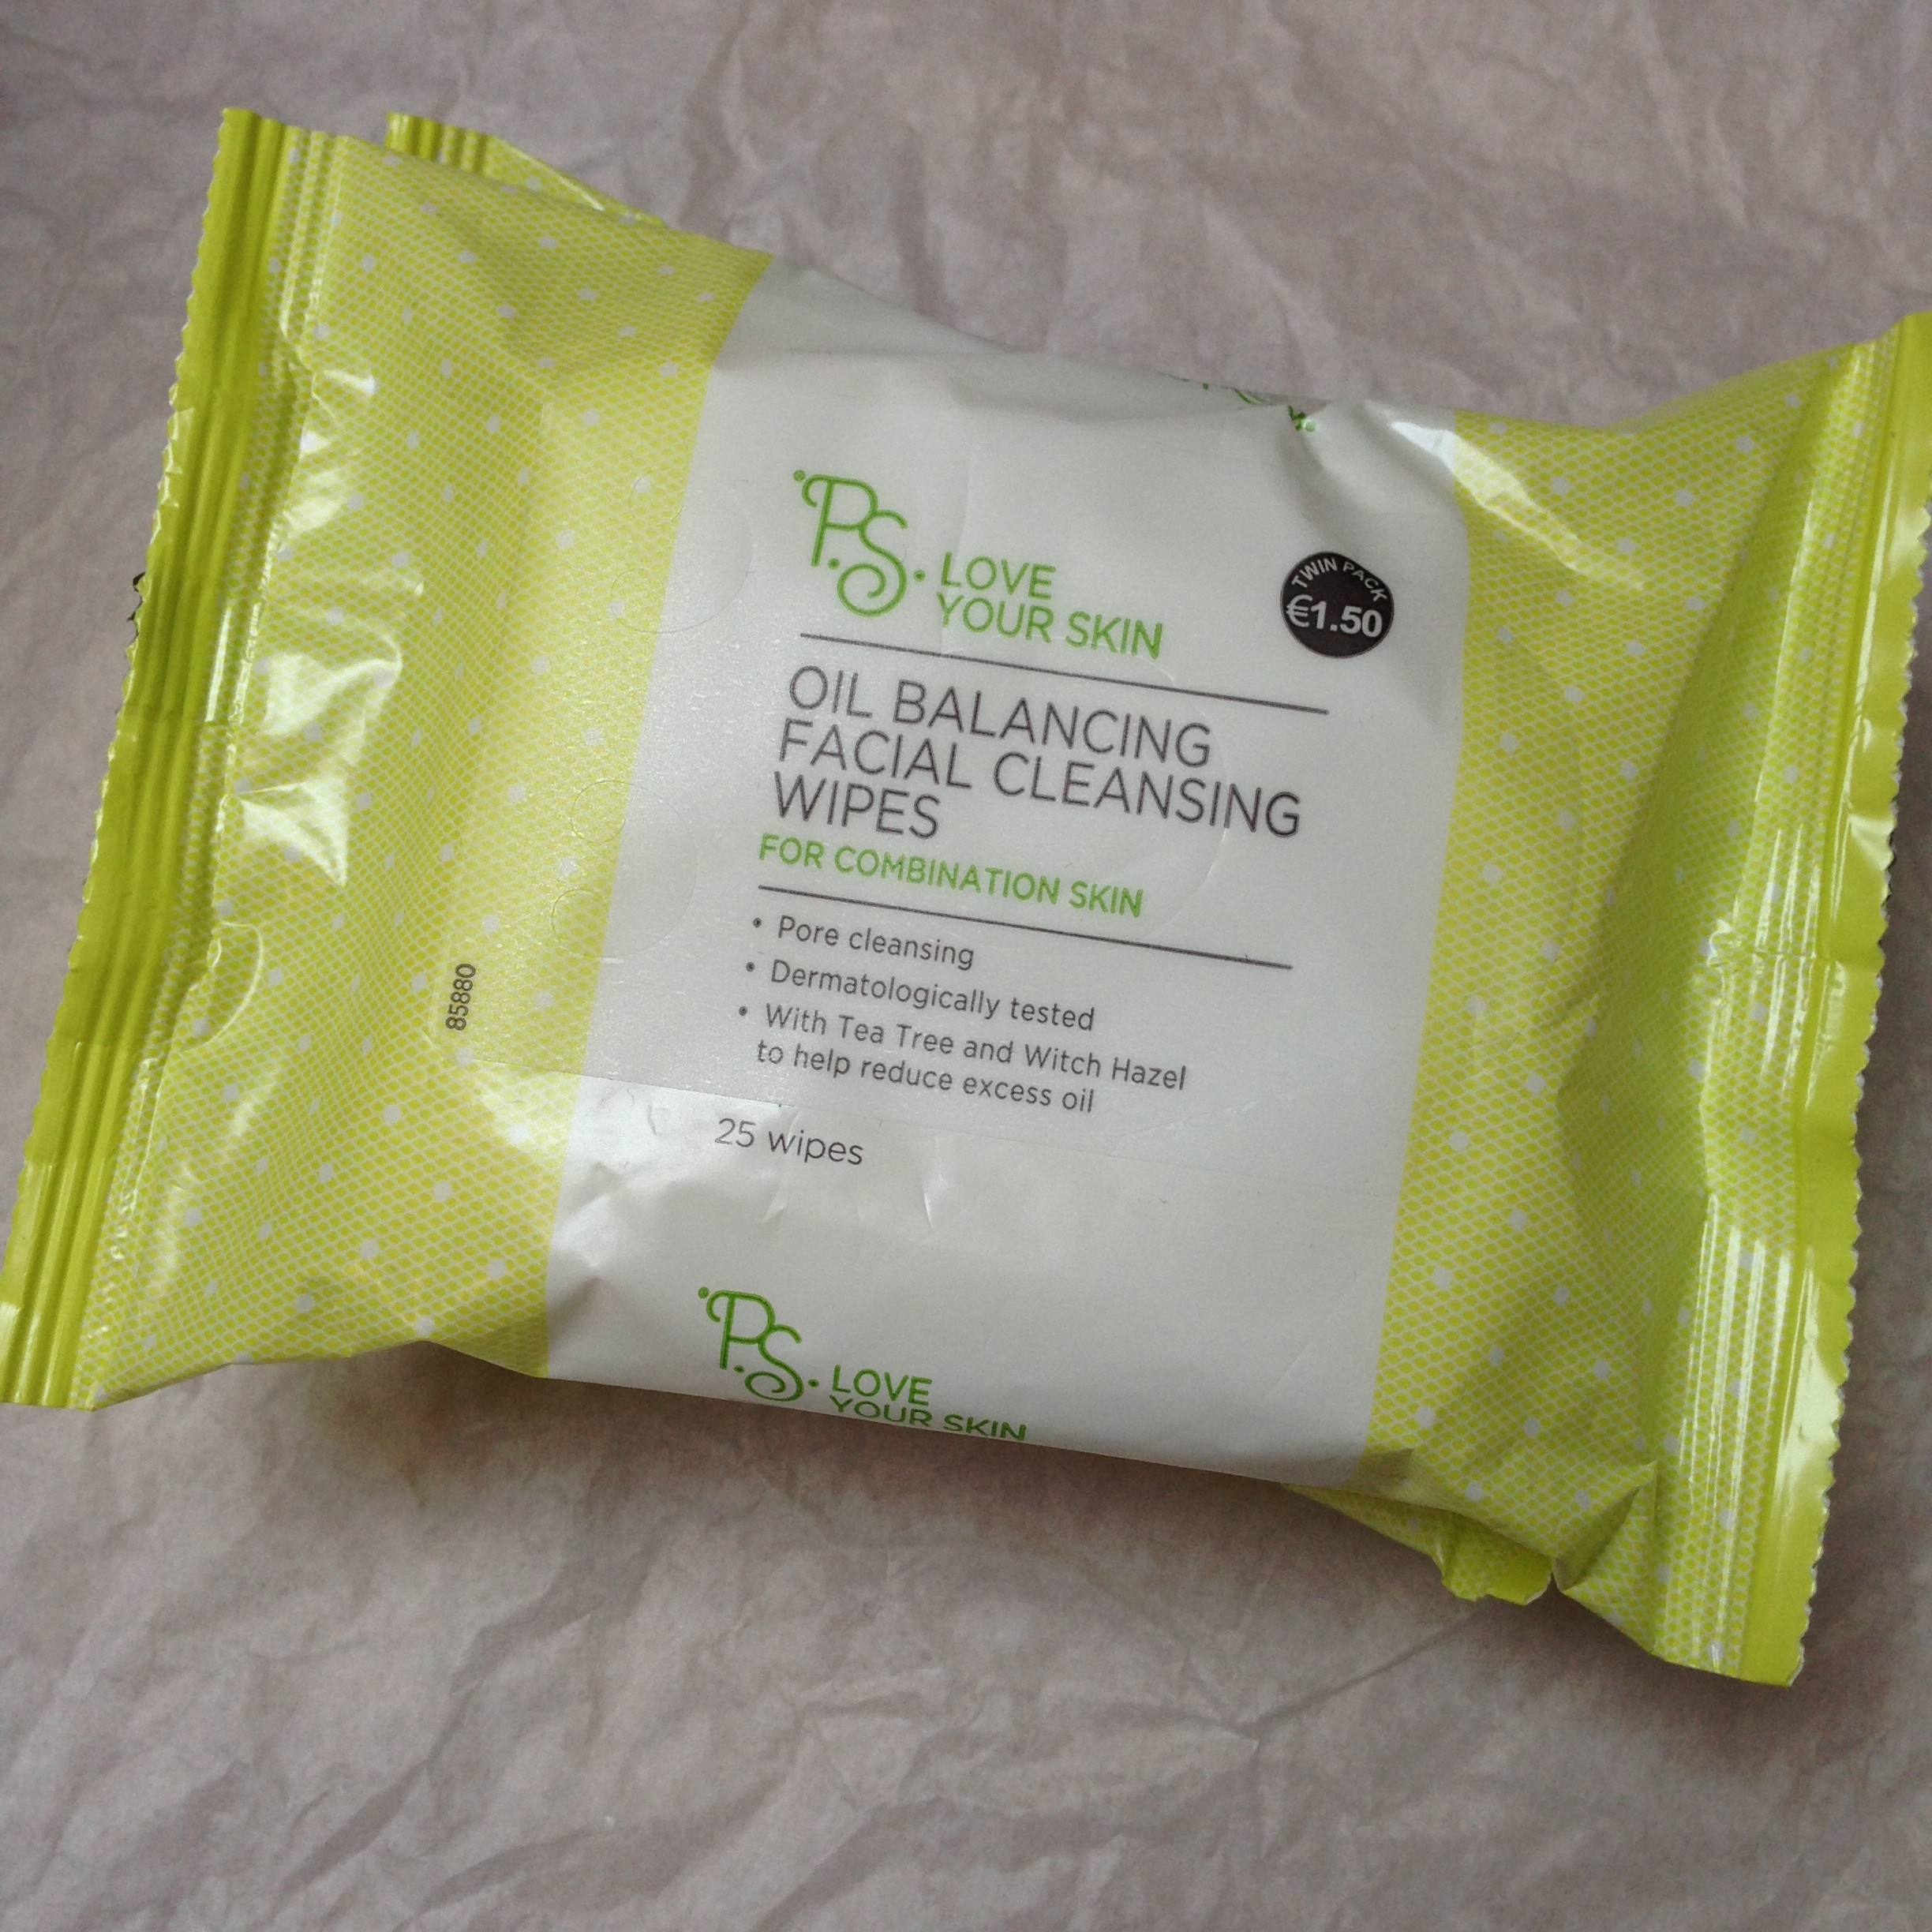 P.S. LOVE
YOUR SKIN
TWIN PACK
€1.50
OIL BALANCING
FACIAL CLEANSING
WIPES
FOR COMBINATION SKIN
• Pore cleansing
• Dermatologically tested
• With Tea Tree and Witch Hazel
to help reduce excess oil
85880
25 wipes
P.S. LOVE
YOUR SKIN